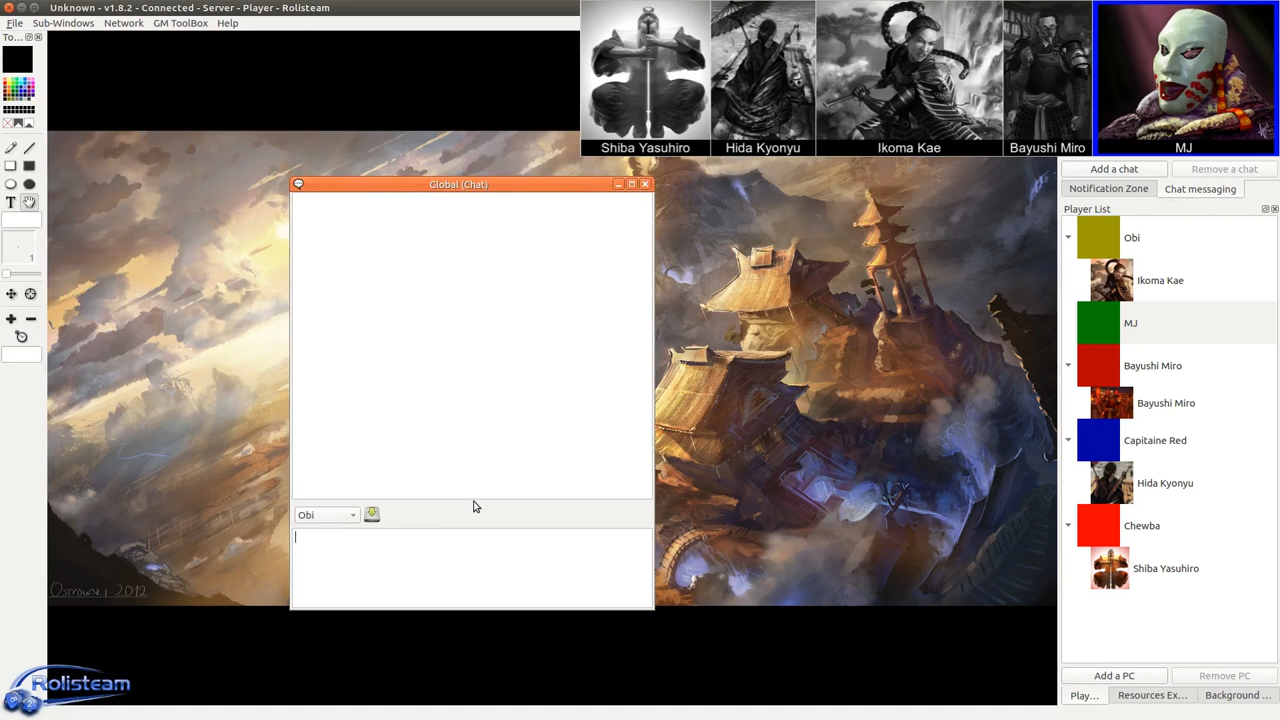 Unknown - v1.8.2 - Connected - Server - Player - Rolisteam
File Sub-Windows Network GM ToolBox Help
To...
Shiba Yasuhiro Hida Kyonyu Ikoma Kae Bayushi Miro MJ
Add a chat Remove a chat
Notification Zone Chat messaging
Global (Chat)
Player List
Obi
Ikoma Kae
T
1
MJ
Bayushi Miro
Bayushi Miro
Capitaine Red
Hida Kyonyu
Obi
Chewba
Shiba Yasuhiro
Ostrowski 2012
Rolisteam
Add a PC Remove PC
Play... Resources Ex... Background ...